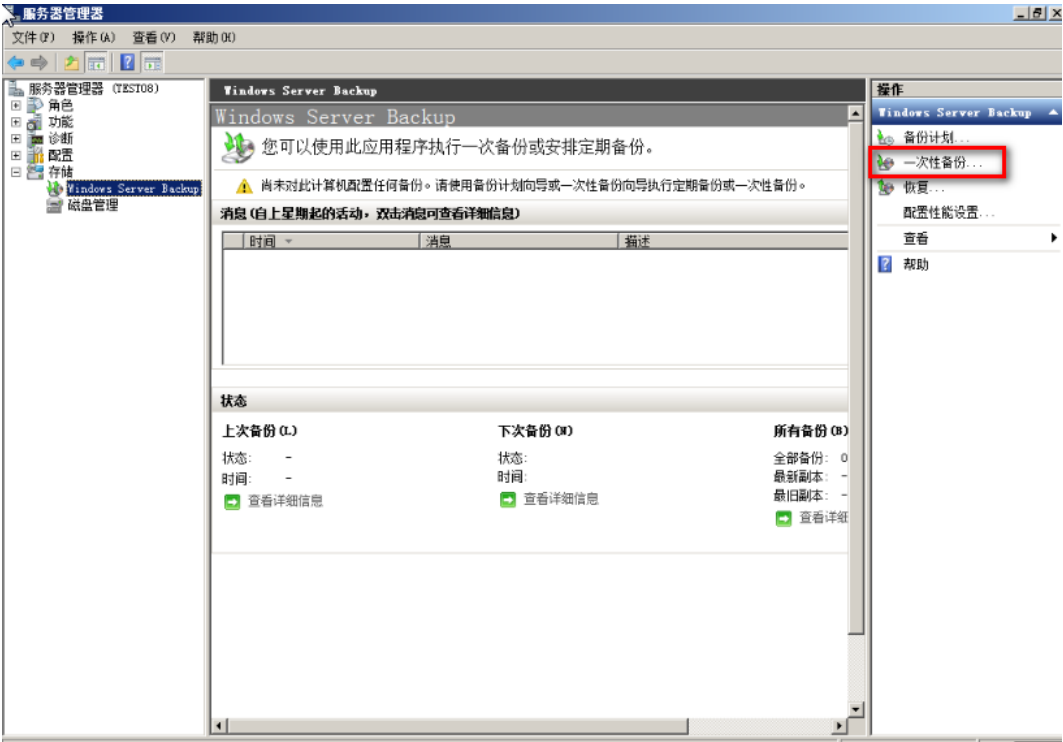 服务器管理器
文件(F) 操作(A) 查看(V) 帮助(H)
服务器管理器 (TEST08)
角色
功能
诊断
配置
存储
Windows Server Backup
磁盘管理
Windows Server Backup
Windows Server Backup
您可以使用此应用程序执行一次备份或安排定期备份。
尚未对此计算机配置任何备份。请使用备份计划向导或一次性备份向导执行定期备份或一次性备份。
消息(自上星期起的活动，双击消息可查看详细信息)
时间 消息 描述
状态
上次备份(L) 下次备份(N) 所有备份(B)
状态: - 状态: 全部备份: 0
时间: - 时间: 最新副本: -
最旧副本: -
查看详细信息 查看详细信息 查看详细
操作
Windows Server Backup
备份计划...
一次性备份...
恢复...
配置性能设置...
查看
帮助